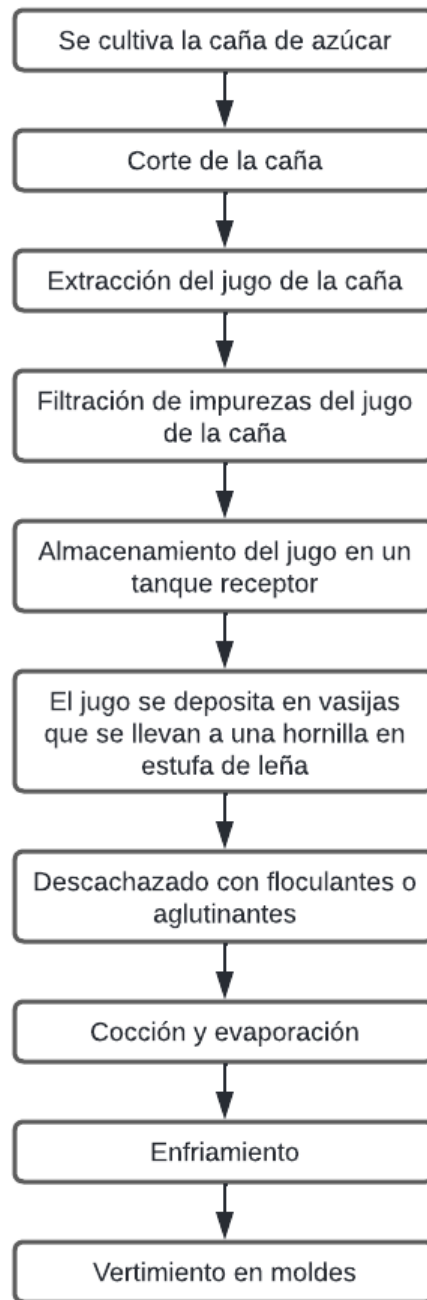 Se cultiva la caña de azúcar
Corte de la caña
Extracción del jugo de la caña
Filtración de impurezas del jugo
de la caña
Almacenamiento del jugo en un
tanque receptor
El jugo se deposita en vasijas
que se llevan a una hornilla en
estufa de leña
Descachazado con floculantes o
aglutinantes
Cocción y evaporación
Enfriamiento
Vertimiento en moldes